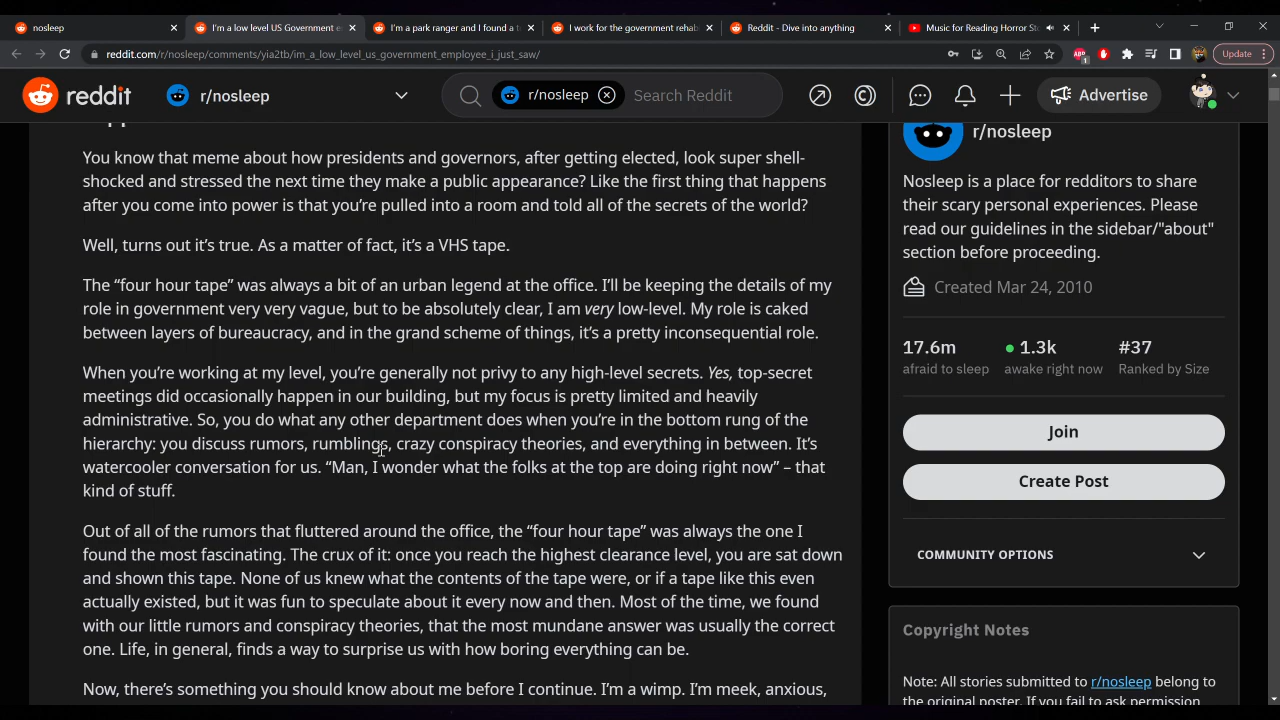 nosleep
I'm a low level US Government e
I'm a park ranger and I found a t
I work for the government rehab
Reddit - Dive into anything
Music for Reading Horror Sto
reddit.com/r/nosleep/comments/yia2tb/im_a_low_level_us_government_employee_i_just_saw/
ABP
1
Update
reddit
r/nosleep
r/nosleep
Search Reddit
Advertise
You know that meme about how presidents and governors, after getting elected, look super shell-
shocked and stressed the next time they make a public appearance? Like the first thing that happens
after you come into power is that you're pulled into a room and told all of the secrets of the world?
Well, turns out it's true. As a matter of fact, it's a VHS tape.
The “four hour tape” was always a bit of an urban legend at the office. I'll be keeping the details of my
role in government very very vague, but to be absolutely clear, I am very low-level. My role is caked
between layers of bureaucracy, and in the grand scheme of things, it's a pretty inconsequential role.
When you're working at my level, you're generally not privy to any high-level secrets. Yes, top-secret
meetings did occasionally happen in our building, but my focus is pretty limited and heavily
administrative. So, you do what any other department does when you're in the bottom rung of the
hierarchy: you discuss rumors, rumblings, crazy conspiracy theories, and everything in between. It's
watercooler conversation for us. “Man, I wonder what the folks at the top are doing right now” – that
kind of stuff.
Out of all of the rumors that fluttered around the office, the “four hour tape” was always the one I
found the most fascinating. The crux of it: once you reach the highest clearance level, you are sat down
and shown this tape. None of us knew what the contents of the tape were, or if a tape like this even
actually existed, but it was fun to speculate about it every now and then. Most of the time, we found
with our little rumors and conspiracy theories, that the most mundane answer was usually the correct
one. Life, in general, finds a way to surprise us with how boring everything can be.
Now, there's something you should know about me before I continue. I'm a wimp. I'm meek, anxious,
r/nosleep
Nosleep is a place for redditors to share
their scary personal experiences. Please
read our guidelines in the sidebar/"about"
section before proceeding.
Created Mar 24, 2010
17.6m
1.3k
#37
afraid to sleep
awake right now
Ranked by Size
Join
Create Post
COMMUNITY OPTIONS
Copyright Notes
Note: All stories submitted to r/nosleep belong to
the original poster. If you fail to ask permission